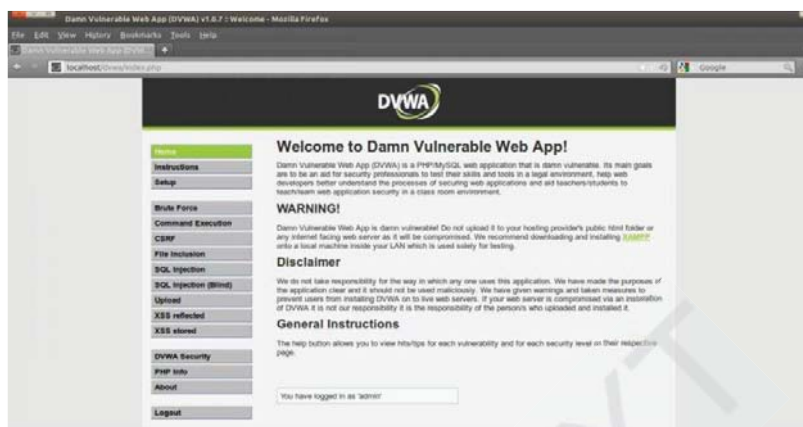 Damn Vulnerable Web App (DVWA) v1.0.7 :: Welcome - Mozilla Firefox
File Edit View History Bookmarks Tools Help
Damn Vulnerable Web App (DVW...
localhost/dvwa/index.php
Google
DVWA
Home
Instructions
Setup
Brute Force
Command Execution
CSRF
File Inclusion
SQL Injection
SQL Injection (Blind)
Upload
XSS reflected
XSS stored
DVWA Security
PHP Info
About
Logout
Welcome to Damn Vulnerable Web App!
Damn Vulnerable Web App (DVWA) is a PHP/MySQL web application that is damn vulnerable. Its main goals
are to be an aid for security professionals to test their skills and tools in a legal environment, help web
developers better understand the processes of securing web applications and aid teachers/students to
teach/learn web application security in a class room environment.
WARNING!
Damn Vulnerable Web App is damn vulnerable! Do not upload it to your hosting provider's public html folder or
any internet facing web server as it will be compromised. We recommend downloading and installing XAMPP
onto a local machine inside your LAN which is used solely for testing.
Disclaimer
We do not take responsibility for the way in which any one uses this application. We have made the purposes of
the application clear and it should not be used maliciously. We have given warnings and taken measures to
prevent users from installing DVWA on to live web servers. If your web server is compromised via an installation
of DVWA it is not our responsibility it is the responsibility of the person/s who uploaded and installed it.
General Instructions
The help button allows you to view hits/tips for each vulnerability and for each security level on their respective
page.
You have logged in as 'admin'